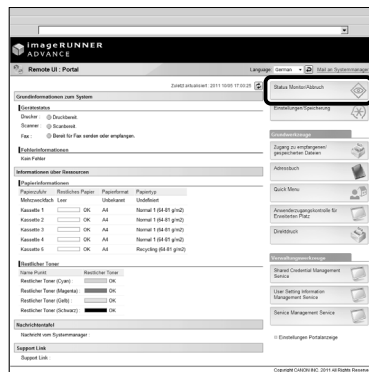 imageRUNNER
ADVANCE
Remote UI : Portal
Language: German
Mail an Systemmanager
Zuletzt aktualisiert : 2011 10/05 17:03:25
Grundinformationen zum System
Gerätestatus
Drucker : Druckbereit.
Scanner : Scanbereit.
Fax : Bereit für Fax senden oder empfangen.
Fehlerinformationen
Kein Fehler
Informationen über Ressourcen
Papierinformationen
Papierzufuhr Restliches Papier Papierformat Papiertyp
Mehrzweckfach Leer Unbekannt Undefiniert
Kassette 1 OK A4 Normal 1 (64-81 g/m2)
Kassette 2 OK A4 Normal 1 (64-81 g/m2)
Kassette 3 OK A4 Normal 1 (64-81 g/m2)
Kassette 4 OK A4 Normal 1 (64-81 g/m2)
Kassette 5 OK A4 Recycling (64-81 g/m2)
Restlicher Toner
Name Punkt Restlicher Toner
Restlicher Toner (Cyan) : OK
Restlicher Toner (Magenta) : OK
Restlicher Toner (Gelb) : OK
Restlicher Toner (Schwarz) : OK
Nachrichtentafel
Nachricht vom Systemmanager :
Support Link
Support Link :
Status Monitor/Abbruch
Einstellungen/Speicherung
Grundwerkzeuge
Zugang zu empfangenen/
gespeicherten Dateien
Adressbuch
Quick Menu
Anwenderzugangskontrolle für
Erweiterten Platz
Direktdruck
Verwaltungswerkzeuge
Shared Credential Management
Service
User Setting Information
Management Service
Service Management Service
Einstellungen Portalanzeige
Copyright CANON INC. 2011 All Rights Reserve